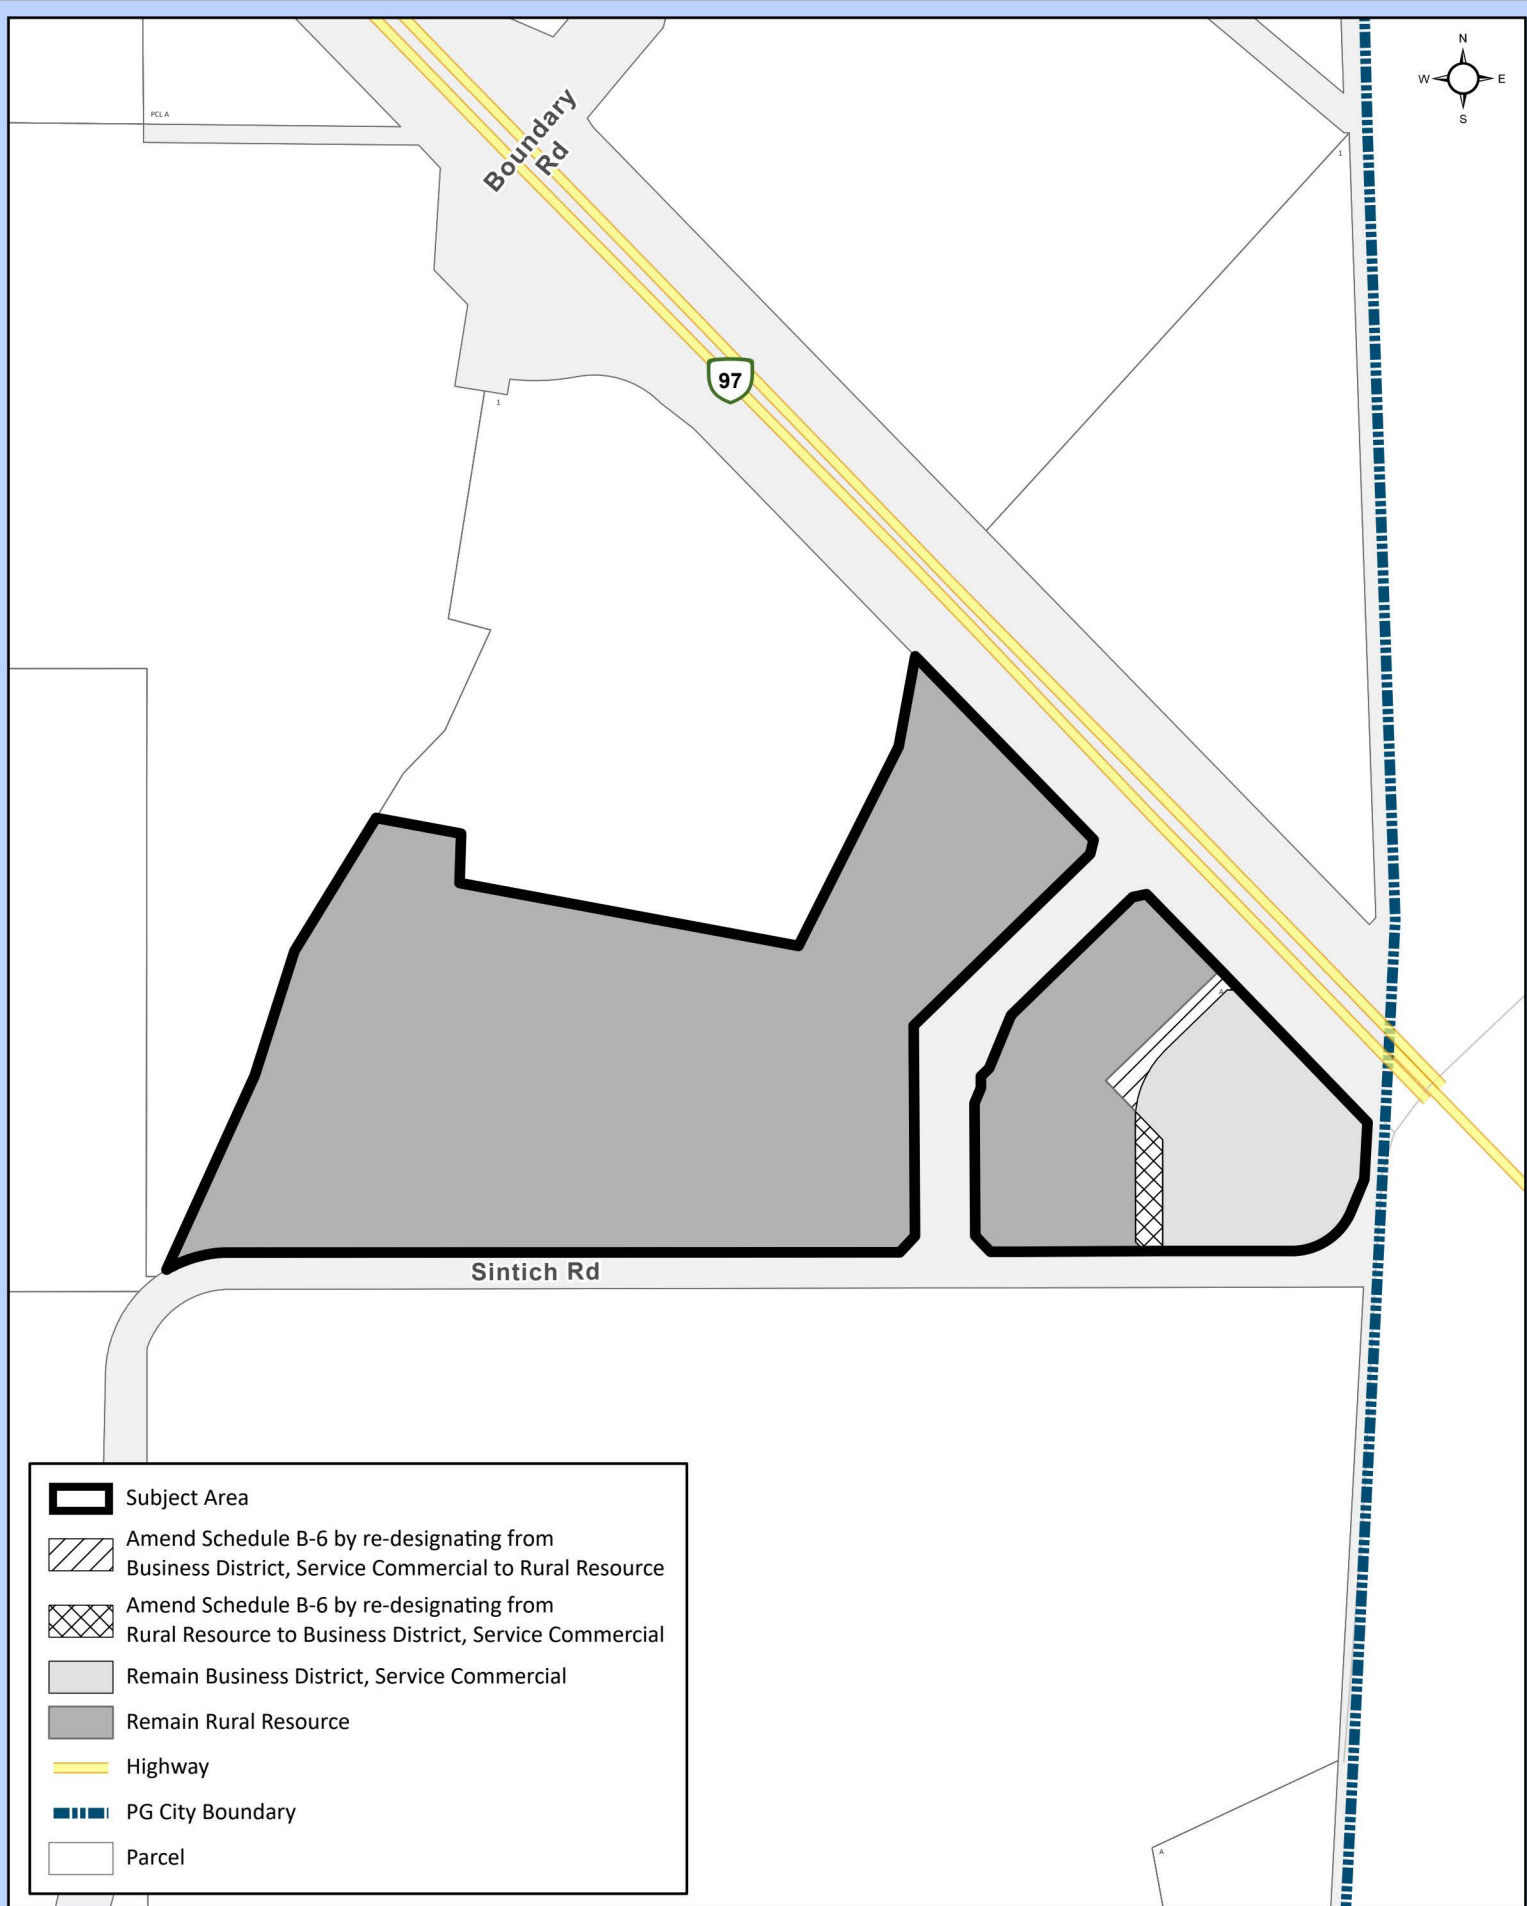 N
W E
S
PCL A
1
Boundary
Rd
97
1
A
Sintich Rd
Subject Area
Amend Schedule B-6 by re-designating from
Business District, Service Commercial to Rural Resource
Amend Schedule B-6 by re-designating from
Rural Resource to Business District, Service Commercial
Remain Business District, Service Commercial
Remain Rural Resource
Highway
PG City Boundary
Parcel
A